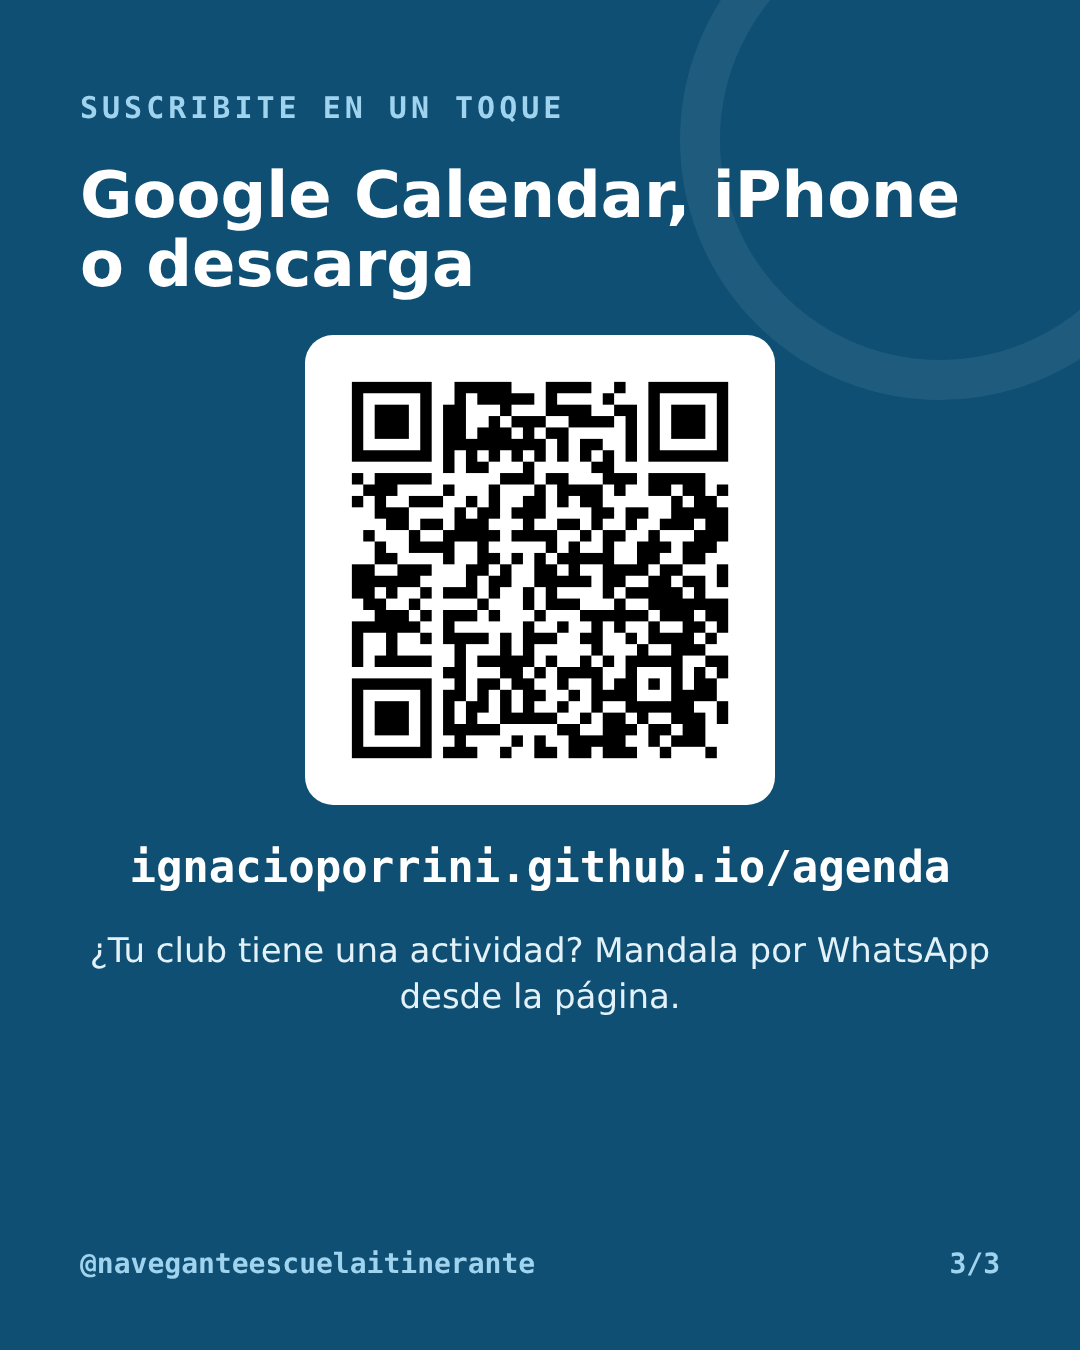 SUSCRIBITE EN UN TOQUE
Google Calendar, iPhone
o descarga
ignacioporrini.github.io/agenda
¿Tu club tiene una actividad? Mandala por WhatsApp
desde la página.
@naveganteescuelaitinerante
3/3